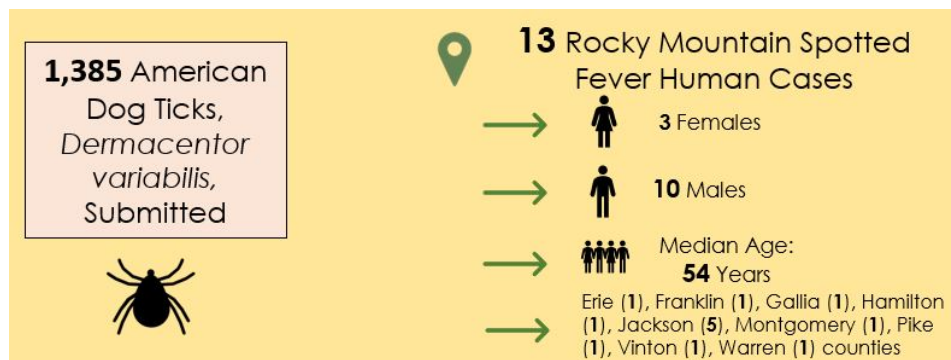 1,385 American
Dog Ticks,
Dermacentor
variabilis,
Submitted
13 Rocky Mountain Spotted
Fever Human Cases
3 Females
10 Males
Median Age:
54 Years
Erie (1), Franklin (1), Gallia (1), Hamilton
(1), Jackson (5), Montgomery (1), Pike
(1), Vinton (1), Warren (1) counties